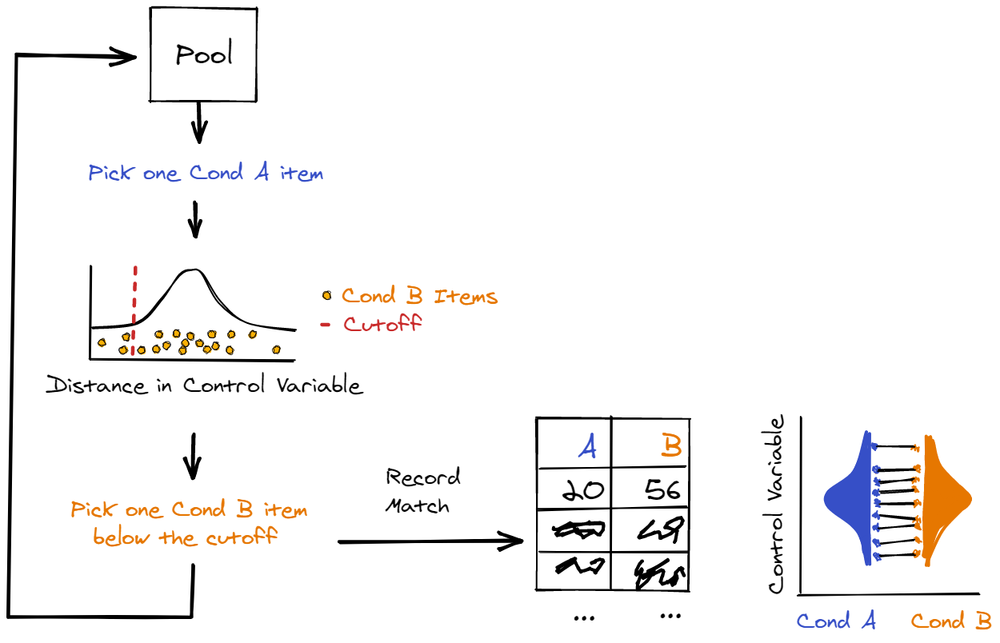 Pool
Pick one Cond A item
Cond B Items
Cutoff
Distance in Control Variable
Pick one Cond B item
below the cutoff
Record
Match
A B
20 56
... ...
Control Variable
Cond A Cond B